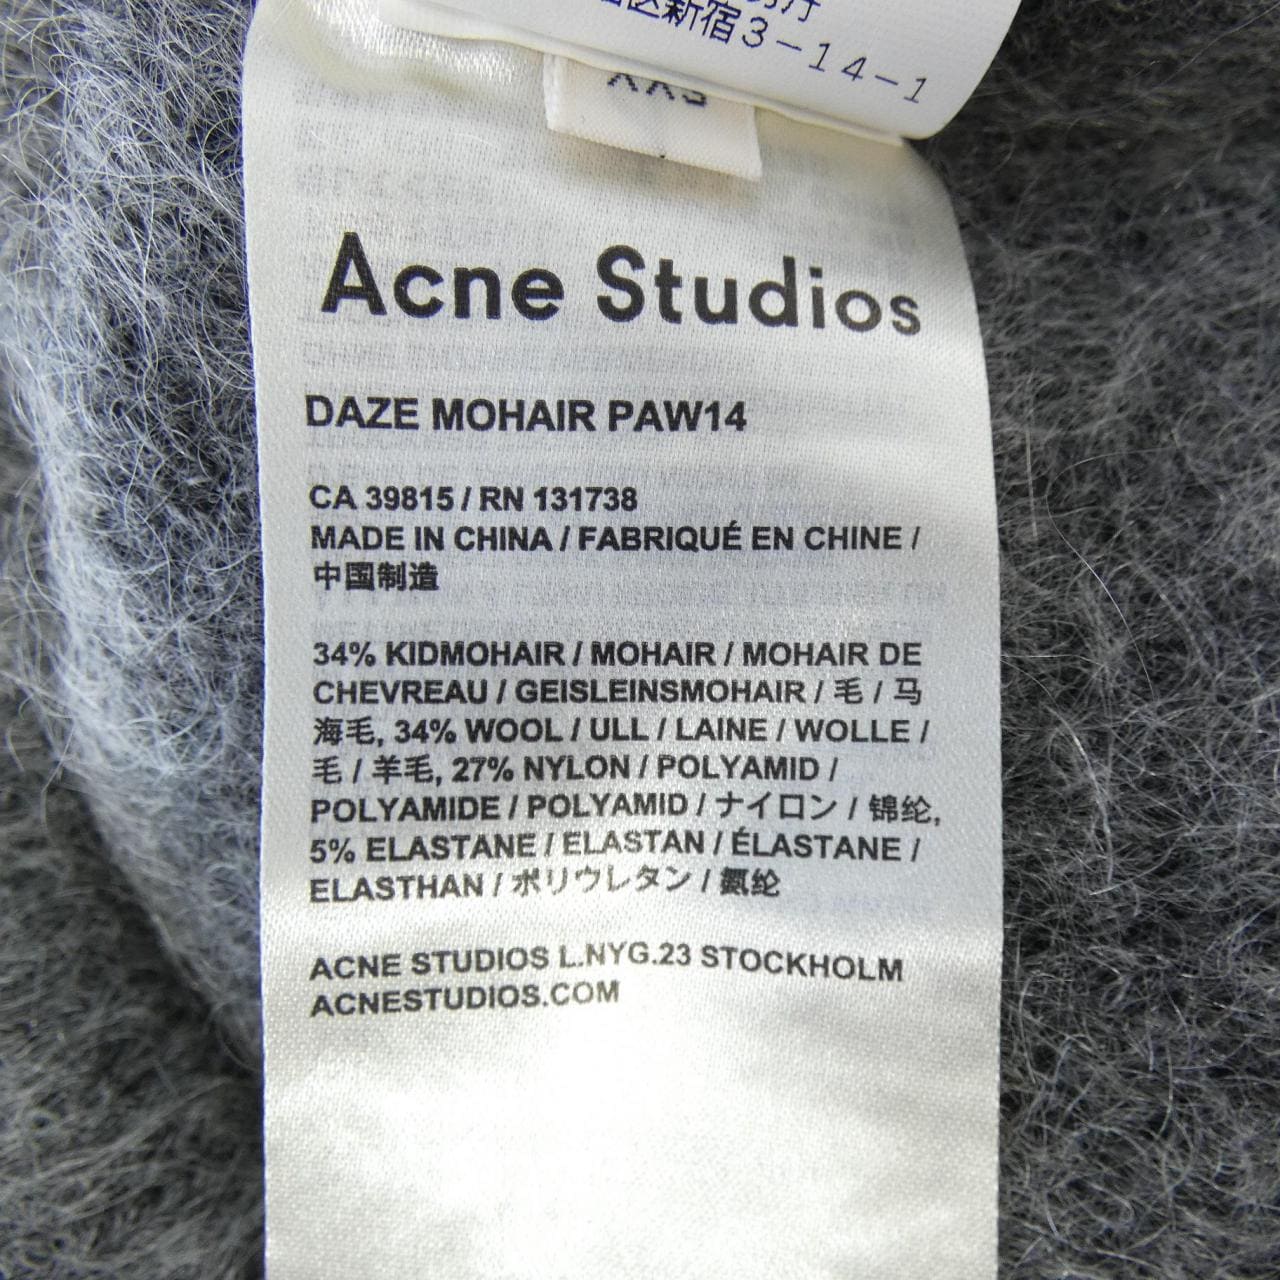 区新宿3-14-1
XXS
Acne Studios
DAZE MOHAIR PAW14
CA 39815 / RN 131738
MADE IN CHINA / FABRIQUÉ EN CHINE /
中国制造
34% KIDMOHAIR / MOHAIR / MOHAIR DE
CHEVREAU / GEISLEINSMOHAIR / 毛 / 马
海毛, 34% WOOL / ULL / LAINE / WOLLE /
毛 / 羊毛, 27% NYLON / POLYAMID /
POLYAMIDE / POLYAMID / ナイロン / 锦纶,
5% ELASTANE / ELASTAN / ÉLASTANE /
ELASTHAN / ポリウレタン / 氨纶
ACNE STUDIOS L.NYG.23 STOCKHOLM
ACNESTUDIOS.COM